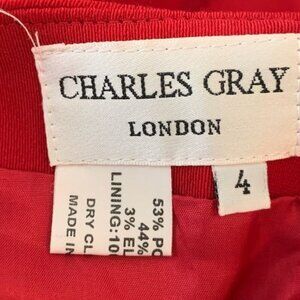 CHARLES GRAY
LONDON
4
53% PO
44%
3% EL
LINING: 10
DRY CL
MADE IN